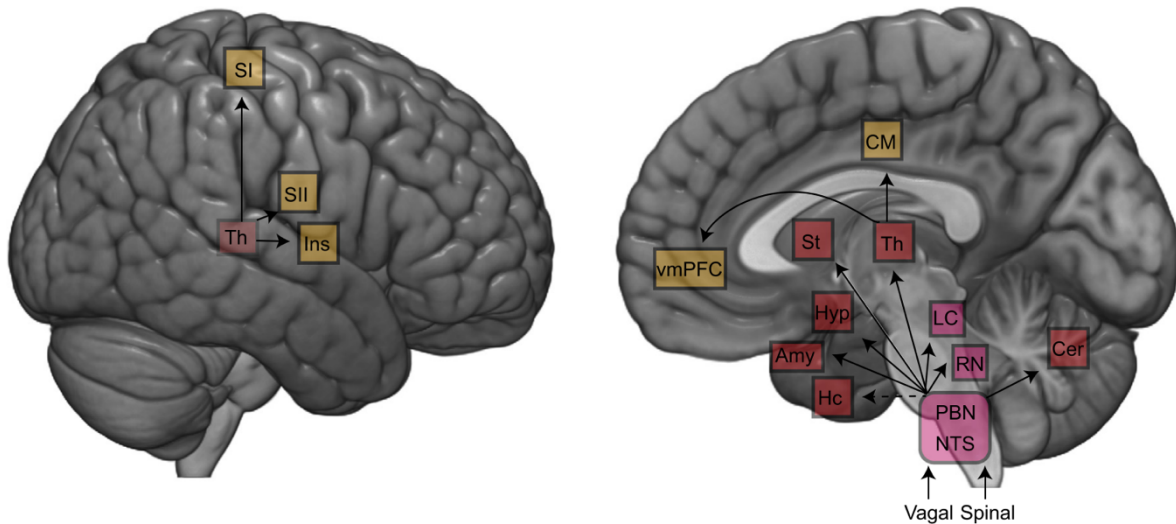 SI
SII
Th
Ins
CM
St
Th
vmPFC
Hyp
LC
Amy
RN
Cer
Hc
PBN
NTS
Vagal Spinal